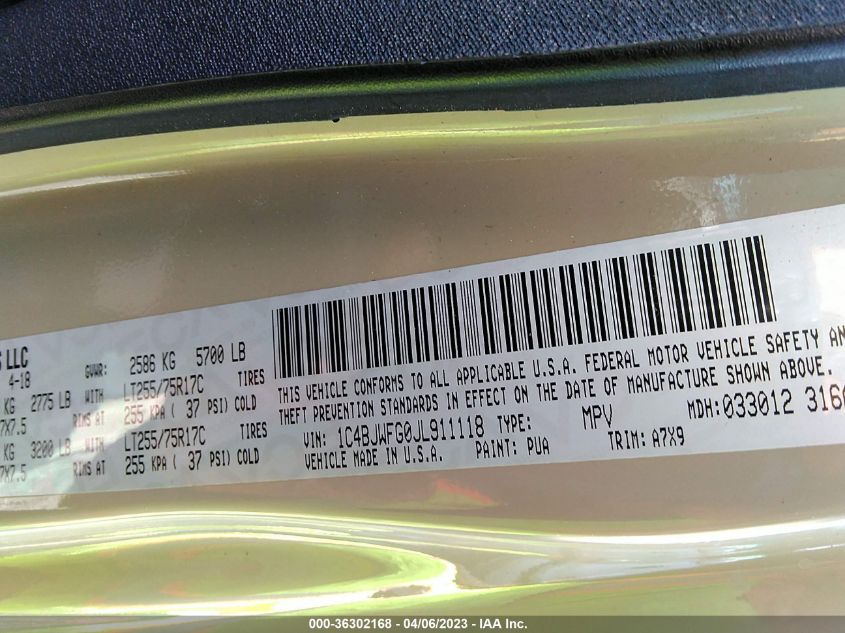 S LLC
4-18
GVWR: 2586 KG 5700 LB
KG 2775 LB WITH LT255/75R17C TIRES
7X7.5 RIMS AT 255 KPA ( 37 PSI) COLD
KG 3200 LB WITH LT255/75R17C TIRES
7X7.5 RIMS AT 255 KPA ( 37 PSI) COLD
THIS VEHICLE CONFORMS TO ALL APPLICABLE U.S.A. FEDERAL MOTOR VEHICLE SAFETY AN
THEFT PREVENTION STANDARDS IN EFFECT ON THE DATE OF MANUFACTURE SHOWN ABOVE.
VIN: 1C4BJWFG0JL911118 TYPE: MPV MDH: 033012 316
VEHICLE MADE IN U.S.A. PAINT: PUA TRIM: A7X9
000-36302168 - 04/06/2023 - IAA Inc.